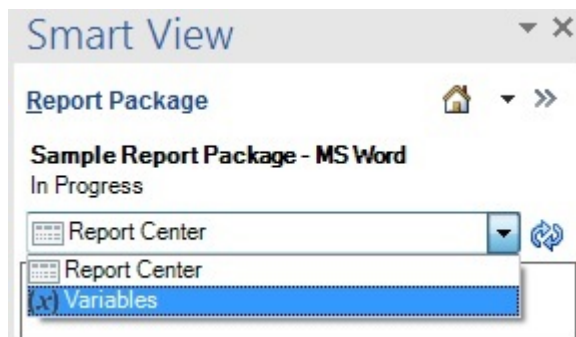 Smart View
Report Package
Sample Report Package - MS Word
In Progress
Report Center
Report Center
(x) Variables